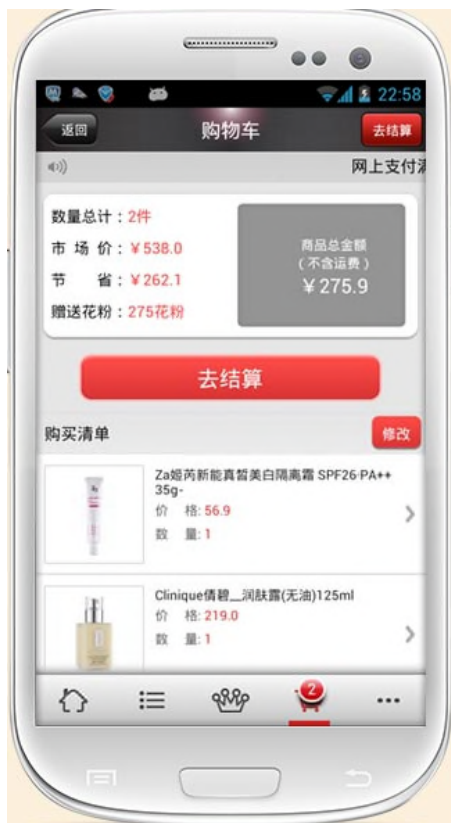 22:58
返回
购物车
去结算
网上支付满
数量总计：2件
市 场 价：￥538.0
节 省：￥262.1
赠送花粉：275花粉
商品总金额
（不含运费）
￥275.9
去结算
购买清单
修改
Za姬芮新能真皙美白隔离霜 SPF26·PA++
35g-
价 格: 56.9
数 量: 1
Clinique倩碧__润肤露(无油)125ml
价 格: 219.0
数 量: 1
2